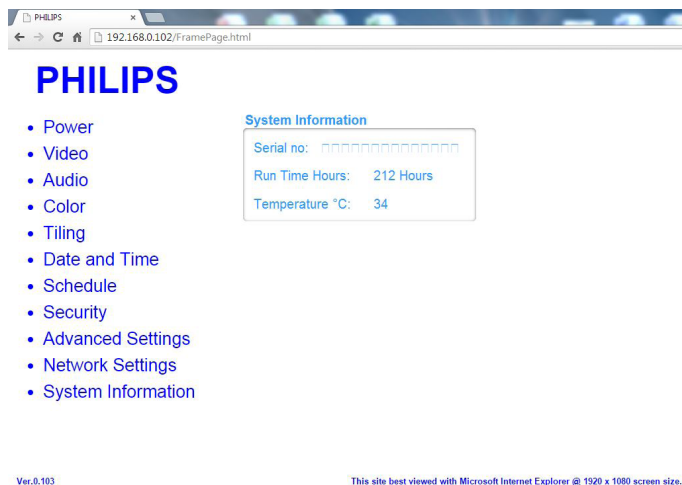 PHILIPS
192.168.0.102/FramePage.html
PHILIPS
Power
Video
Audio
Color
Tiling
Date and Time
Schedule
Security
Advanced Settings
Network Settings
System Information
System Information
Serial no:
Run Time Hours: 212 Hours
Temperature °C: 34
Ver.0.103
This site best viewed with Microsoft Internet Explorer @ 1920 x 1080 screen size.